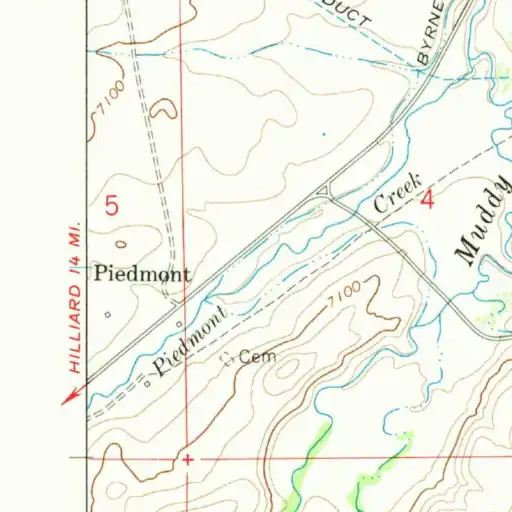 DUCT
BYRNE
7100
5
Creek
4
Muddy
Piedmont
HILLIARD 14 MI.
7100
Piedmont
Cem